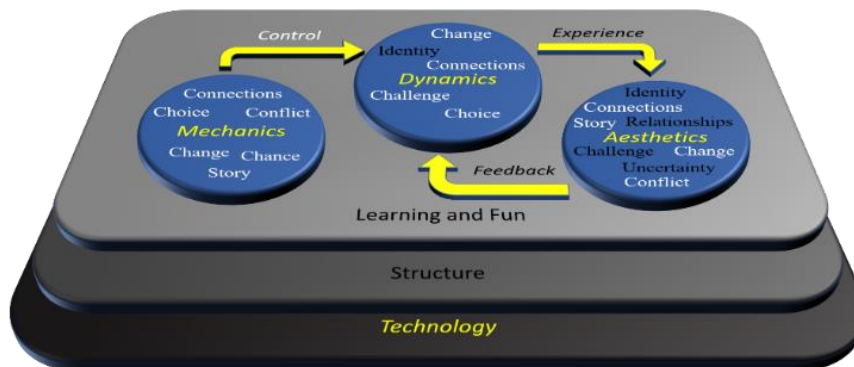 Control
Connections
Choice Conflict
Mechanics
Change Chance
Story
Change
Identity
Connections
Dynamics
Challenge
Choice
Experience
Identity
Connections
Story Relationships
Aesthetics
Challenge Change
Uncertainty
Conflict
Feedback
Learning and Fun
Structure
Technology